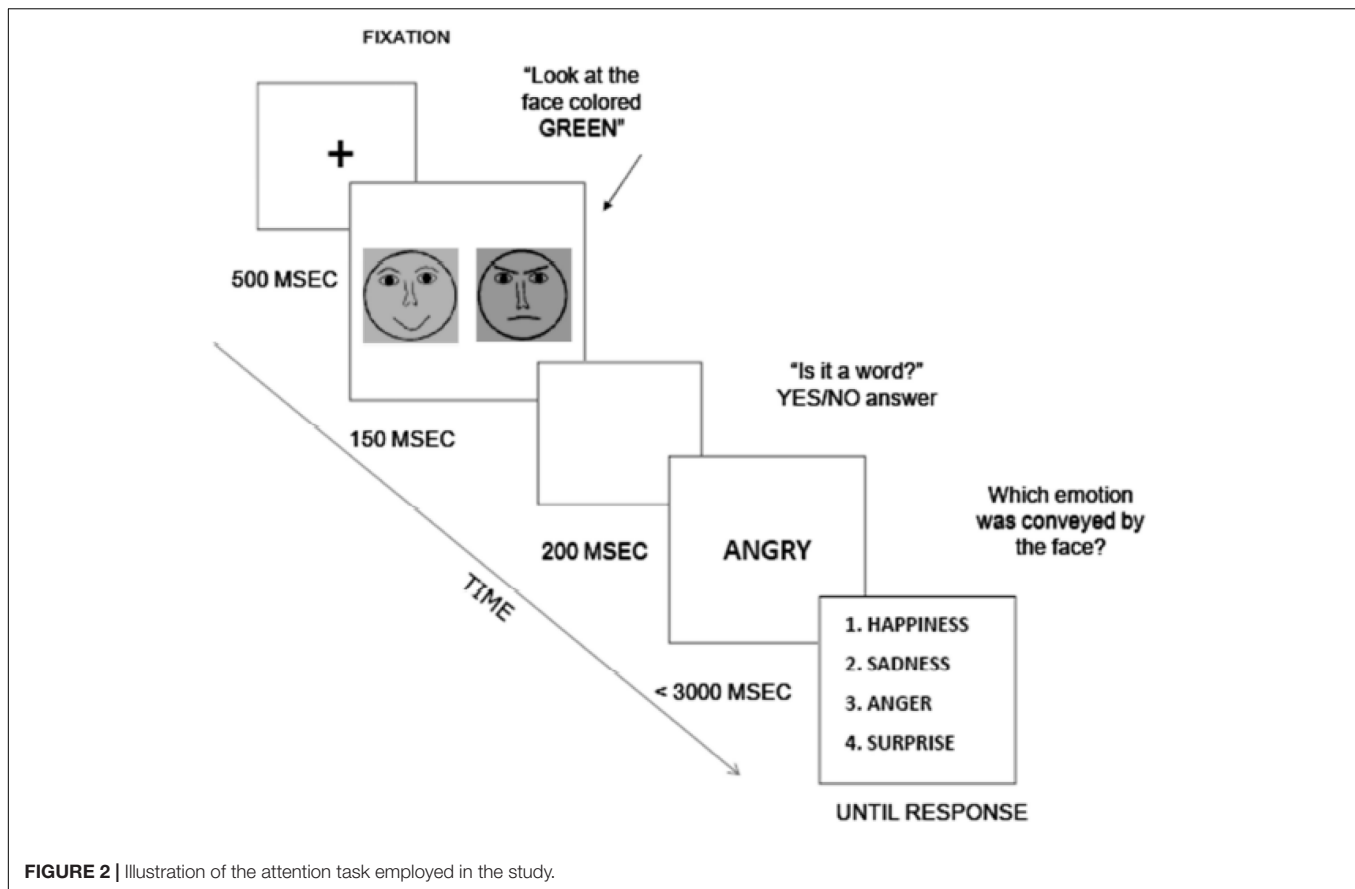 FIXATION
"Look at the
face colored
GREEN"
+
500 MSEC
150 MSEC
"Is it a word?"
YES/NO answer
200 MSEC
ANGRY
Which emotion
was conveyed by
the face?
TIME
< 3000 MSEC
1. HAPPINESS
2. SADNESS
3. ANGER
4. SURPRISE
UNTIL RESPONSE
FIGURE 2 | Illustration of the attention task employed in the study.